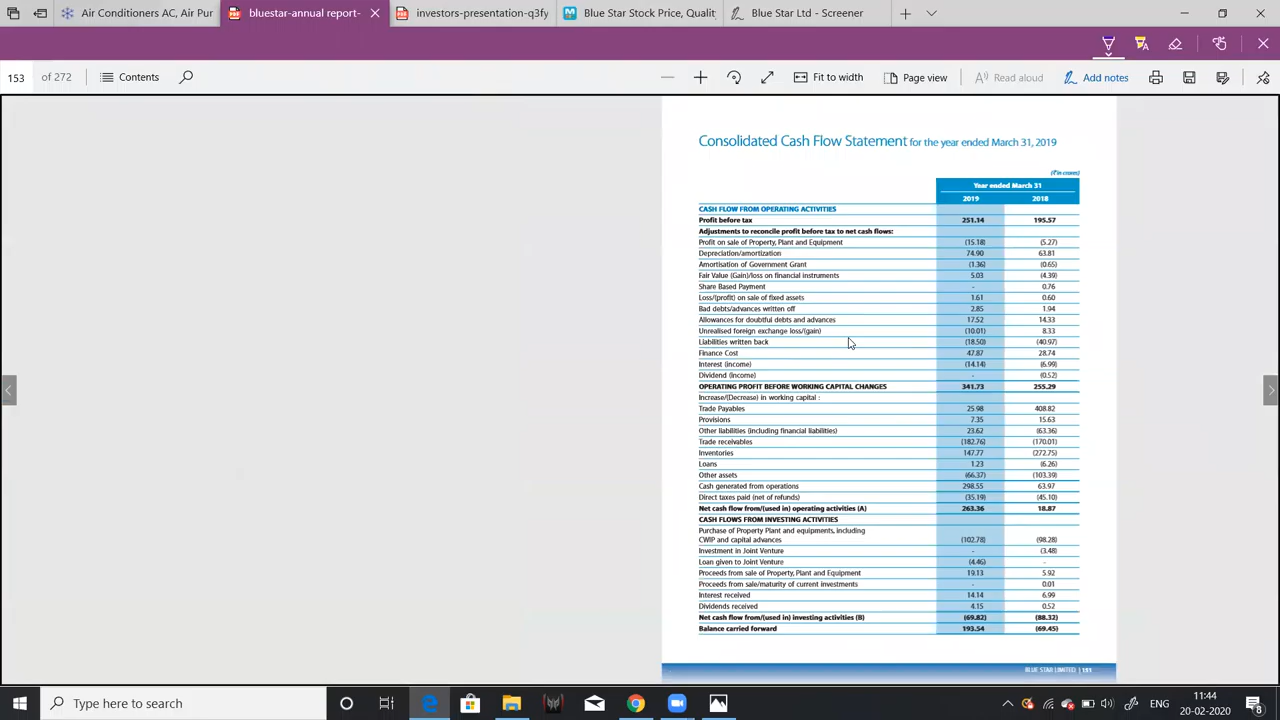 Air Conditiors AC, Air Pur
bluestar-annual report-
investors-presentation-q3fy
Blue Star Stock Price, Qualit
Blue Star Ltd - Screener
153 of 272 Contents Fit to width Page view Read aloud Add notes
Consolidated Cash Flow Statement for the year ended March 31, 2019
(₹ in crores)
Year ended March 31
2019 2018
CASH FLOW FROM OPERATING ACTIVITIES
Profit before tax 251.14 195.57
Adjustments to reconcile profit before tax to net cash flows:
Profit on sale of Property, Plant and Equipment (15.18) (5.27)
Depreciation/amortization 74.90 63.81
Amortisation of Government Grant (1.36) (0.65)
Fair Value (Gain)/loss on financial instruments 5.03 (4.39)
Share Based Payment - 0.76
Loss/(profit) on sale of fixed assets 1.61 0.60
Bad debts/advances written off 2.85 1.94
Allowances for doubtful debts and advances 17.52 14.33
Unrealised foreign exchange loss/(gain) (10.01) 8.33
Liabilities written back (18.50) (40.97)
Finance Cost 47.87 28.74
Interest (income) (14.14) (6.99)
Dividend (income) - (0.52)
OPERATING PROFIT BEFORE WORKING CAPITAL CHANGES 341.73 255.29
Increase/(Decrease) in working capital :
Trade Payables 25.98 408.82
Provisions 7.35 15.63
Other liabilities (including financial liabilities) 23.62 (63.36)
Trade receivables (182.76) (170.01)
Inventories 147.77 (272.75)
Loans 1.23 (6.26)
Other assets (66.37) (103.39)
Cash generated from operations 298.55 63.97
Direct taxes paid (net of refunds) (35.19) (45.10)
Net cash flow from/(used in) operating activities (A) 263.36 18.87
CASH FLOWS FROM INVESTING ACTIVITIES
Purchase of Property Plant and equipments, including
CWIP and capital advances (102.78) (98.28)
Investment in Joint Venture - (3.48)
Loan given to Joint Venture (4.46) -
Proceeds from sale of Property, Plant and Equipment 19.13 5.92
Proceeds from sale/maturity of current investments - 0.01
Interest received 14.14 6.99
Dividends received 4.15 0.52
Net cash flow from/(used in) investing activities (B) (69.82) (88.32)
Balance carried forward 193.54 (69.45)
BLUE STAR LIMITED | 151
Type here to search
ENG
11:44
20-02-2020
8